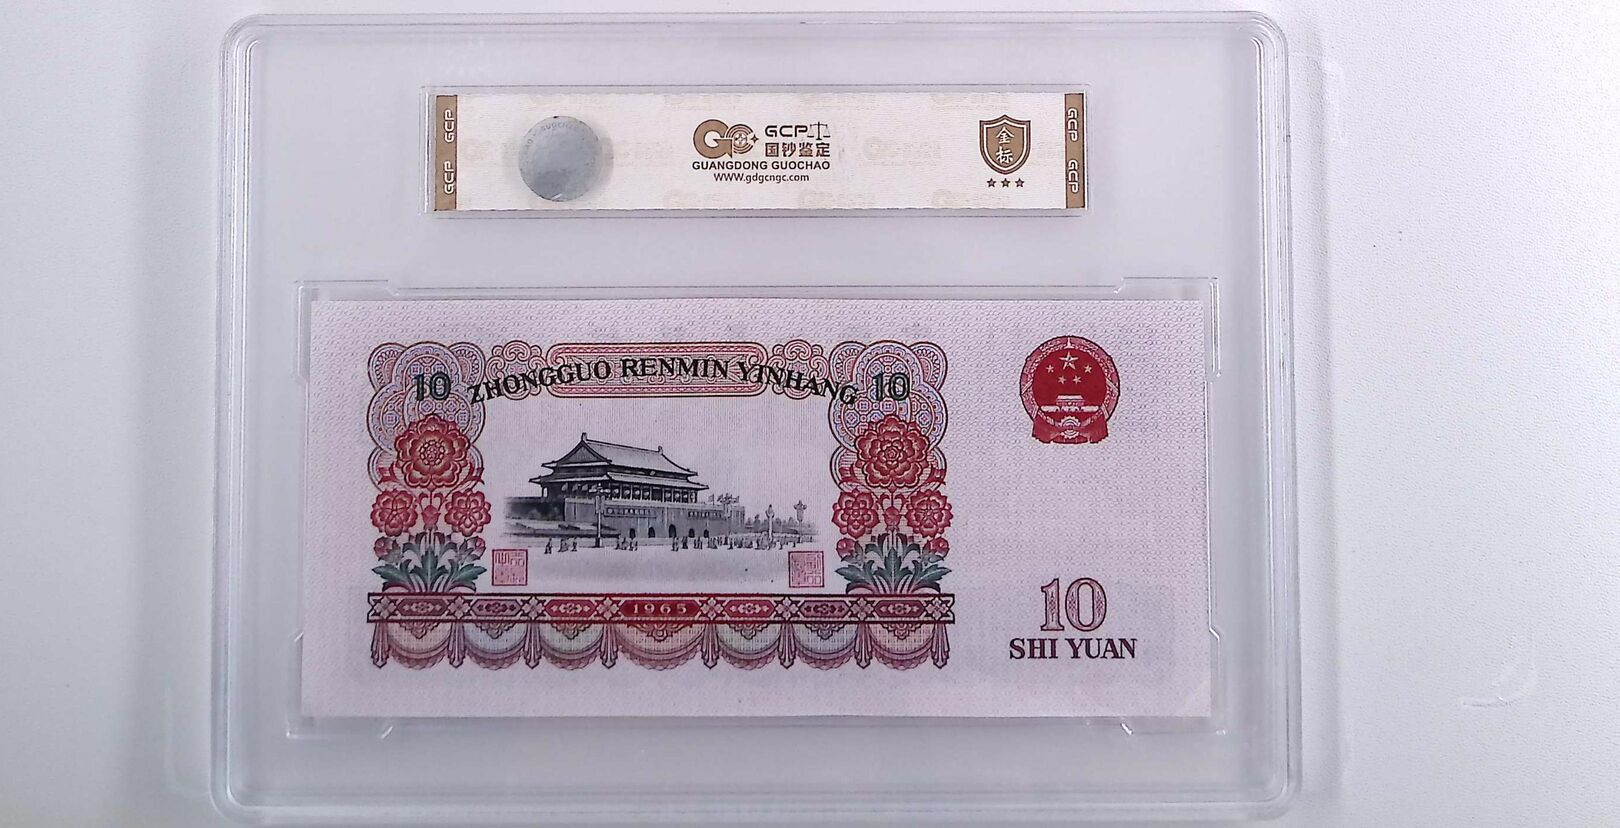 GCP GCP
GCP
国钞鉴定
GUANGDONG GUOCHAO
www.gdgcngc.com
金
标
GCP GCP
10 ZHONGGUO RENMIN YINHANG 10
1965
10
SHI YUAN